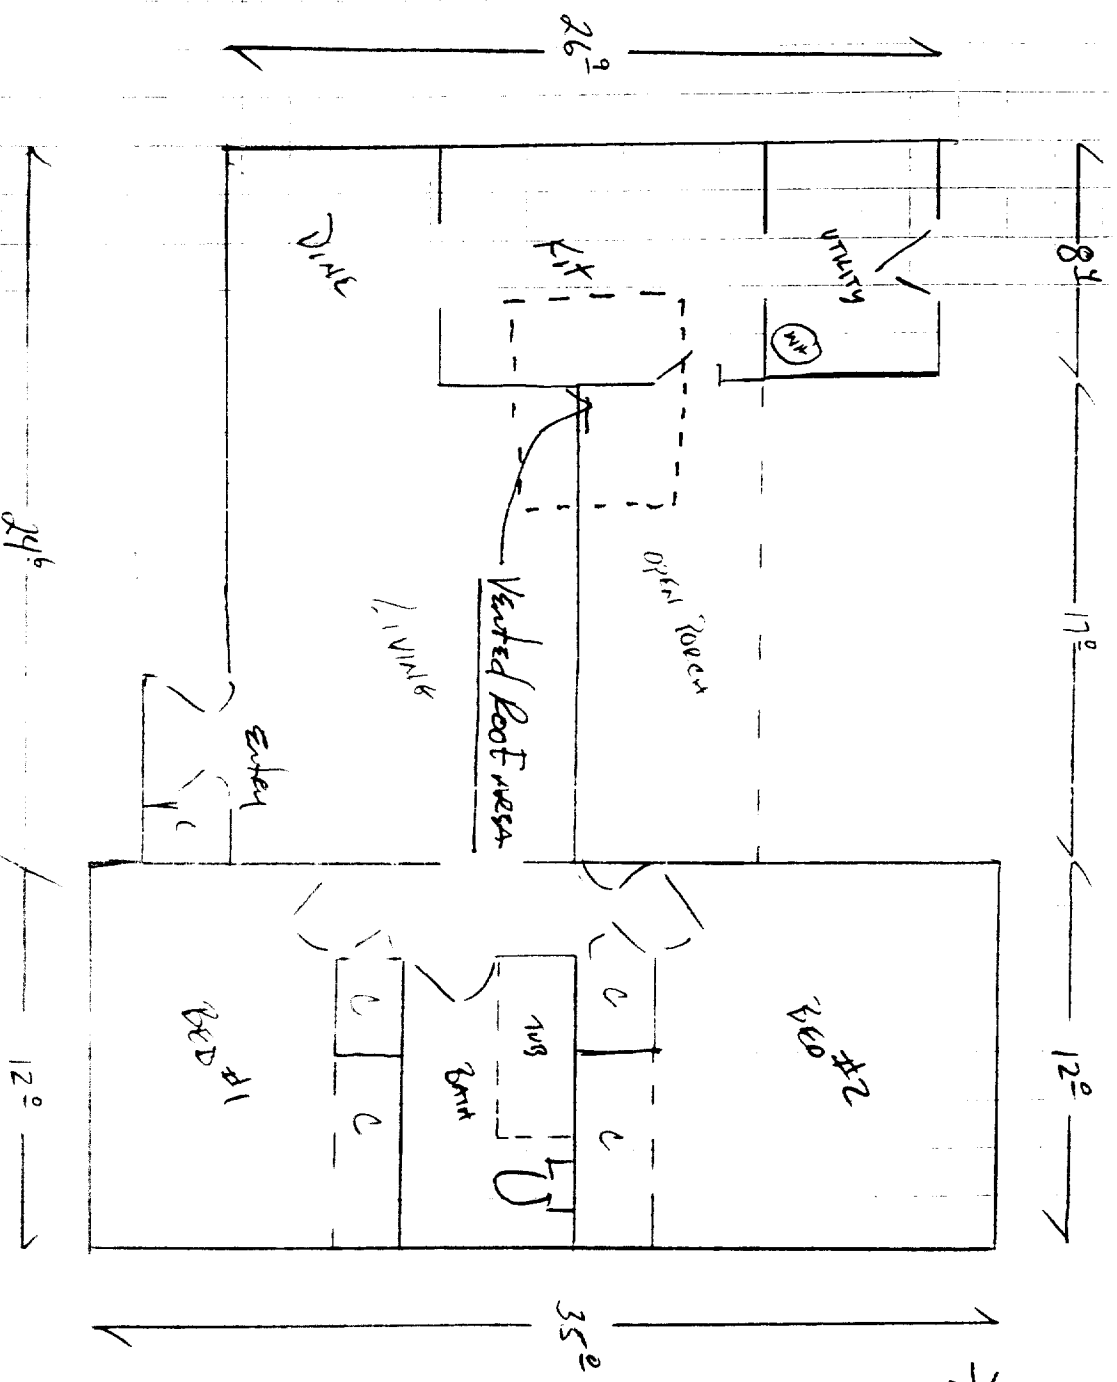 26⁹
8⁴
17⁰
12⁰
UTILITY
WH
KIT
DINE
OPEN PORCH
LIVING
Vented Roof AREA
Entry
C
BED #2
C
C
TUB
BATH
C
C
BED #1
24⁶
12⁰
35⁰